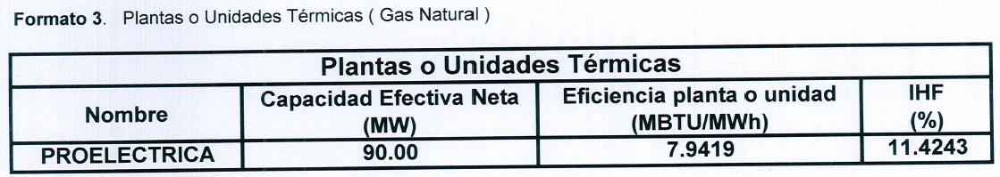 Formato 3. Plantas o Unidades Térmicas ( Gas Natural )
Plantas o Unidades Térmicas
Nombre Capacidad Efectiva Neta (MW) Eficiencia planta o unidad (MBTU/MWh) IHF (%)
PROELECTRICA 90.00 7.9419 11.4243